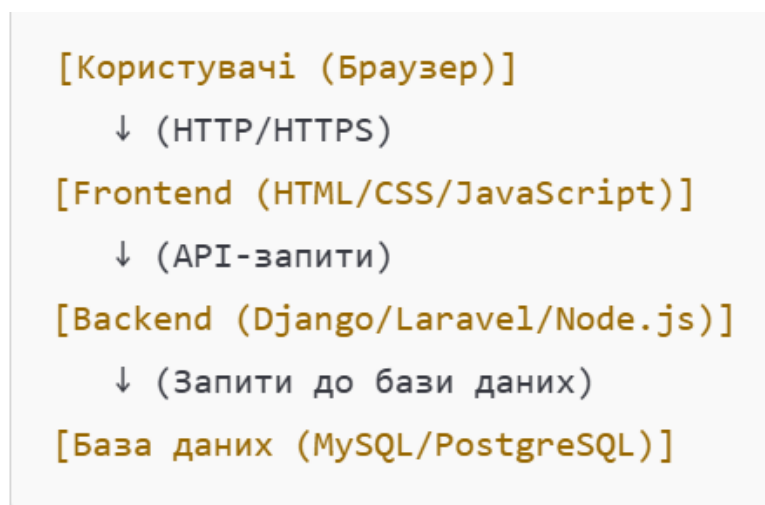 [Користувачі (Браузер)]
↓ (HTTP/HTTPS)
[Frontend (HTML/CSS/JavaScript)]
↓ (API-запити)
[Backend (Django/Laravel/Node.js)]
↓ (Запити до бази даних)
[База даних (MySQL/PostgreSQL)]